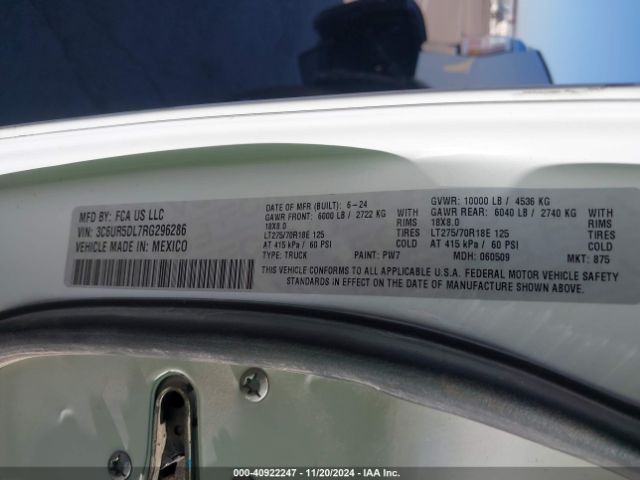 MFD BY: FCA US LLC
VIN: 3C6UR5DL7RG296286
VEHICLE MADE IN: MEXICO
DATE OF MFR (BUILT): 6-24
GAWR FRONT: 6000 LB / 2722 KG WITH
18X8.0 RIMS
LT275/70R18E 125 TIRES
AT 415 kPa / 60 PSI
TYPE: TRUCK PAINT: PW7
GVWR: 10000 LB / 4536 KG
GAWR REAR: 6040 LB / 2740 KG WITH
18X8.0 RIMS
LT275/70R18E 125 TIRES
AT 415 kPa / 60 PSI
MDH: 060509 MKT: 875
THIS VEHICLE CONFORMS TO ALL APPLICABLE U.S.A. FEDERAL MOTOR VEHICLE SAFETY
STANDARDS IN EFFECT ON THE DATE OF MANUFACTURE SHOWN ABOVE.
000-40922247 - 11/20/2024 - IAA Inc.